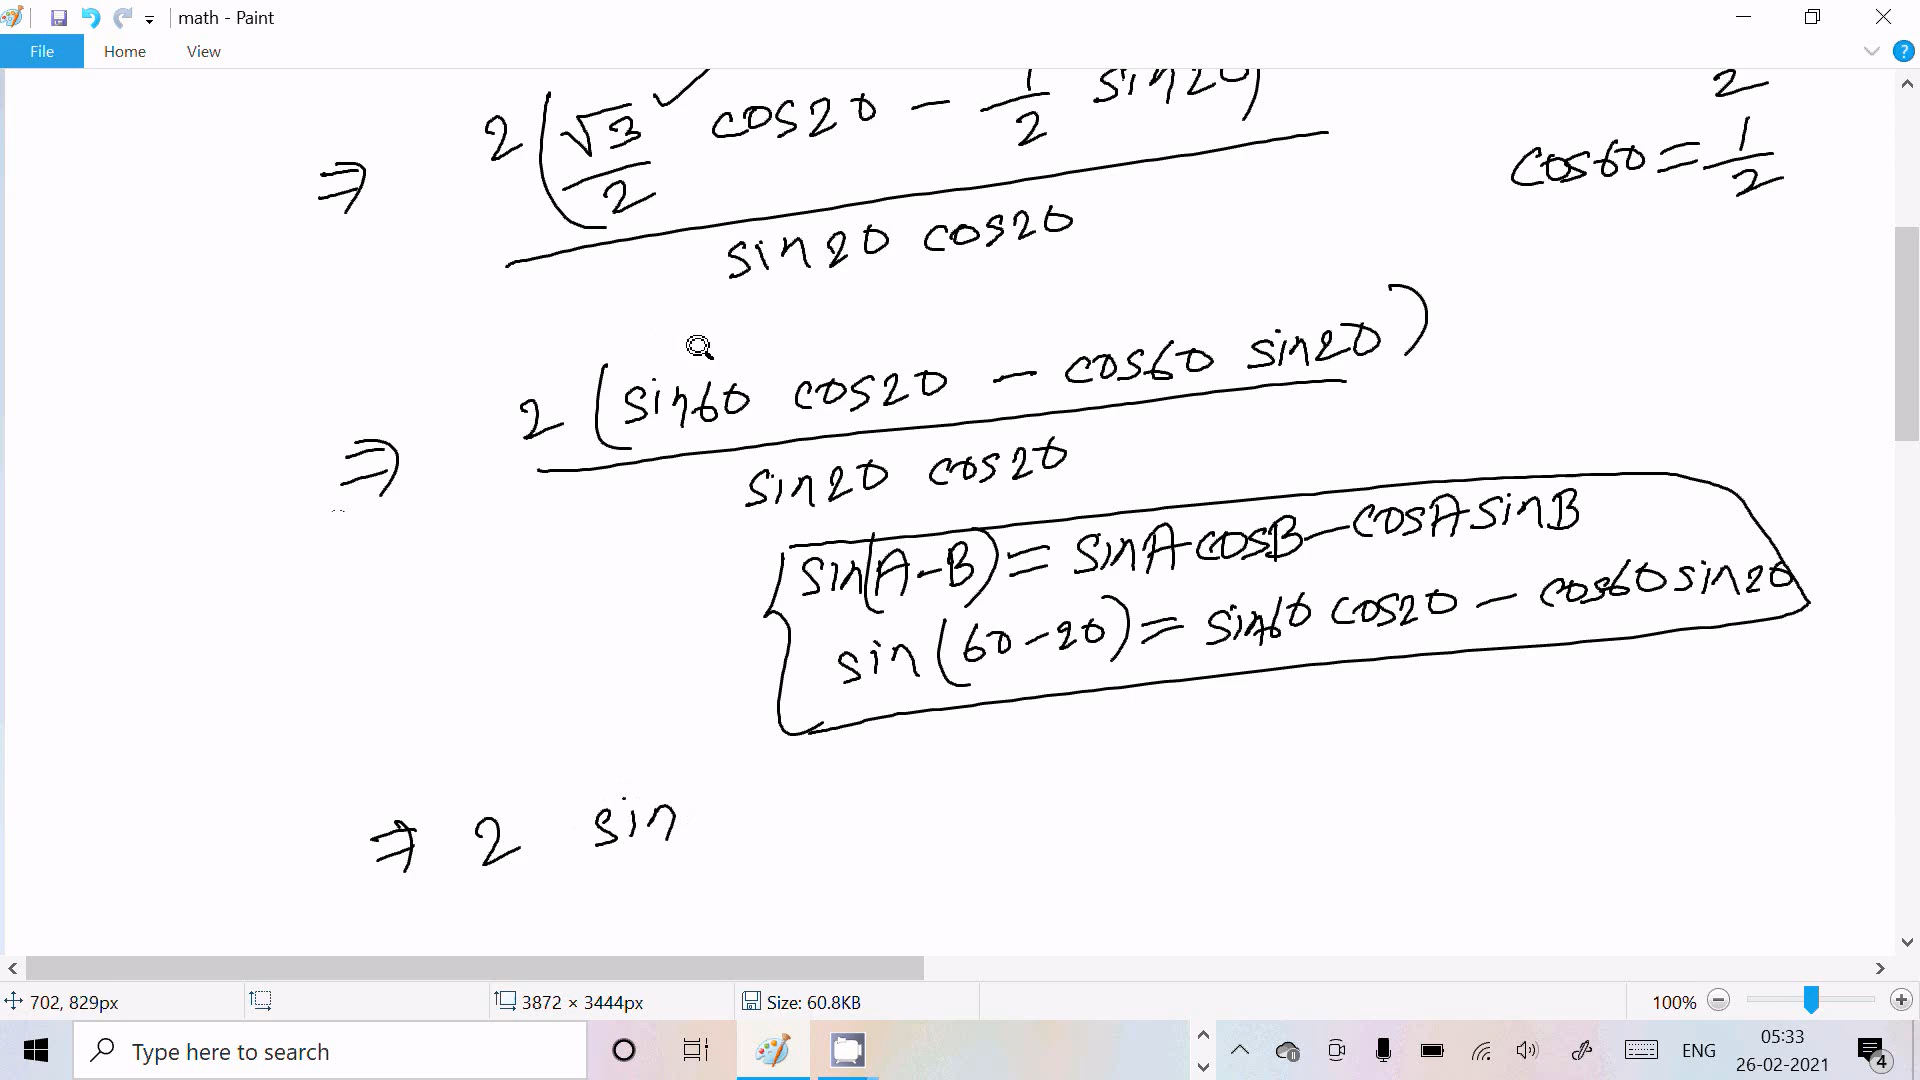 math - Paint
File Home View
2
⇒ 2(√3/2 cos20 - 1/2 sin20)
sin20 cos20
cos60 = 1/2
⇒ 2 (sin60 cos20 - cos60 sin20)
sin20 cos20
sin(A-B) = sinA cosB - cosA sinB
sin(60-20) = sin60 cos20 - cos60 sin20
⇒ 2 sin
702, 829px 3872 × 3444px Size: 60.8KB 100%
Type here to search ENG 05:33
26-02-2021 4